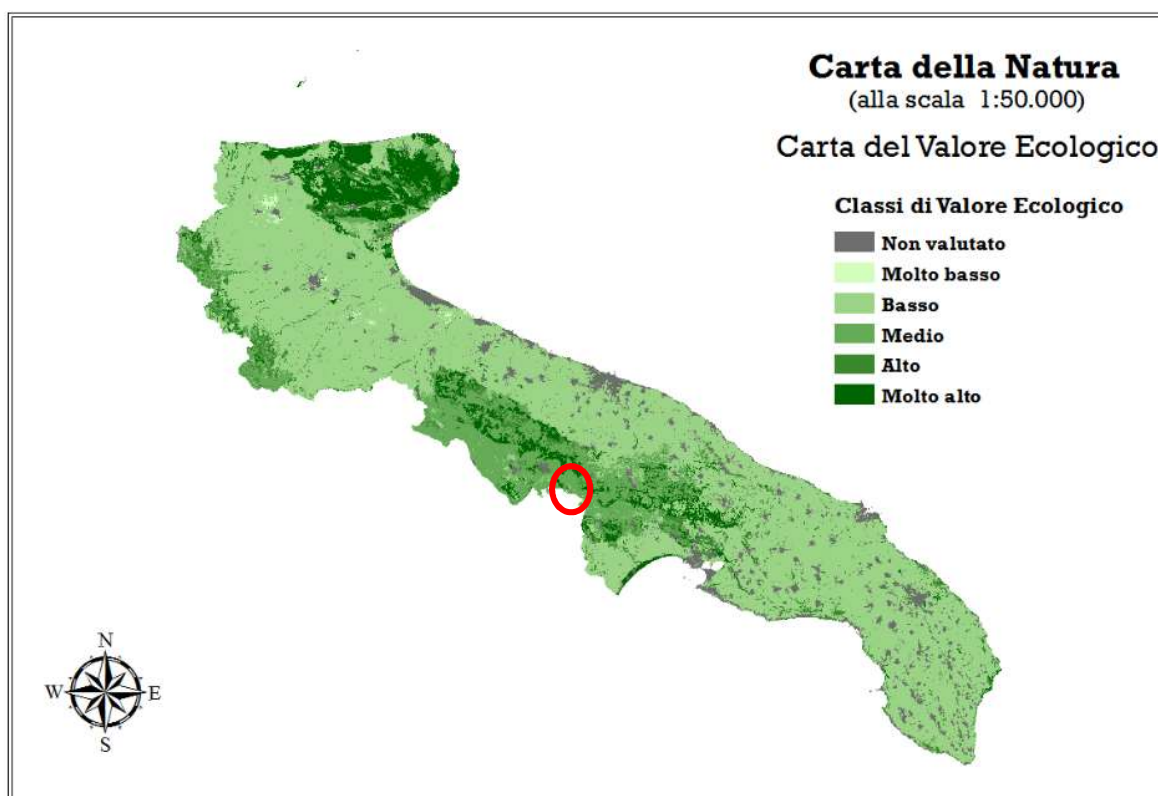 Carta della Natura
(alla scala 1:50.000)
Carta del Valore Ecologico
Classi di Valore Ecologico
Non valutato
Molto basso
Basso
Medio
Alto
Molto alto
N
W E
S